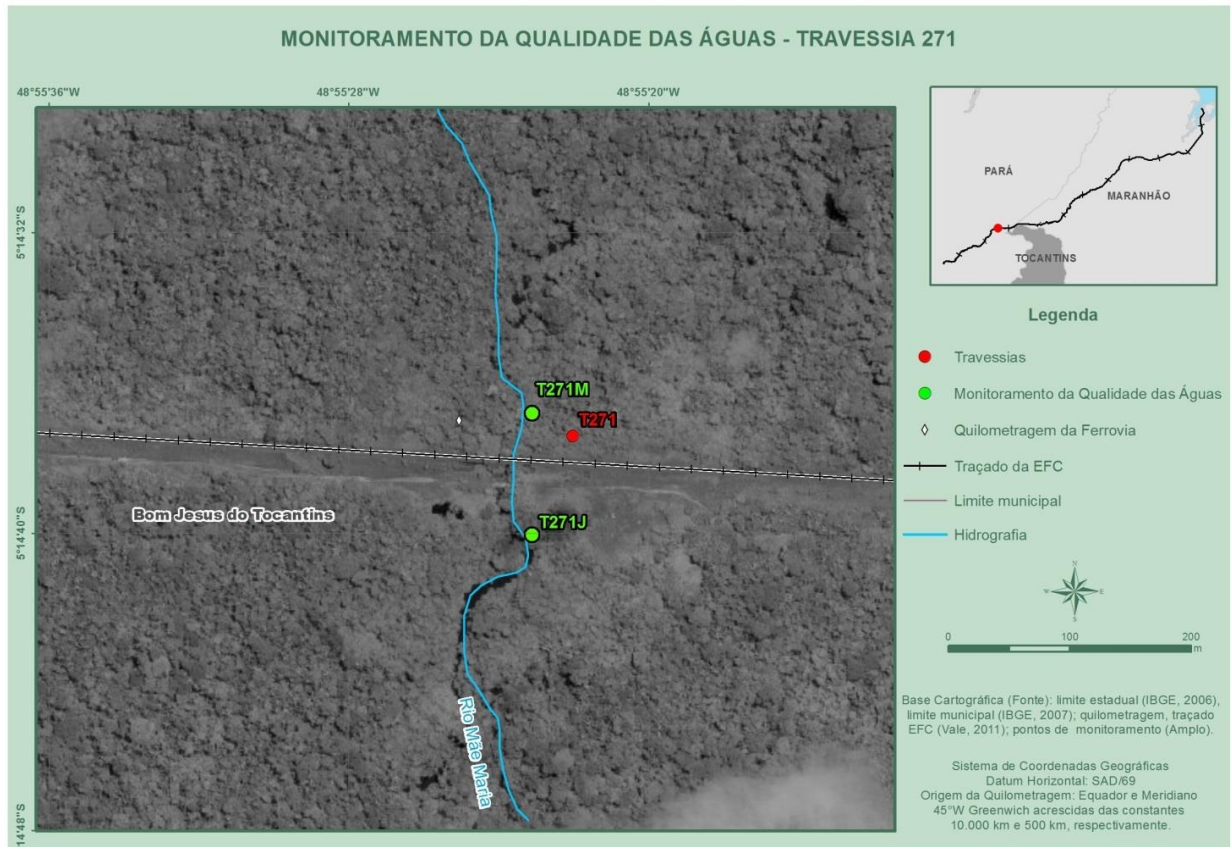 MONITORAMENTO DA QUALIDADE DAS ÁGUAS - TRAVESSIA 271
48°55'36"W
48°55'28"W
48°55'20"W
5°14'32"S
5°14'40"S
14'48"S
T271M
T271
T271J
Bom Jesus do Tocantins
Rio Mãe Maria
PARÁ
MARANHÃO
TOCANTINS
Legenda
Travessias
Monitoramento da Qualidade das Águas
Quilometragem da Ferrovia
Traçado da EFC
Limite municipal
Hidrografia
N
W
E
S
0
100
200
m
Base Cartográfica (Fonte): limite estadual (IBGE, 2006),
limite municipal (IBGE, 2007); quilometragem, traçado
EFC (Vale, 2011); pontos de monitoramento (Amplo).
Sistema de Coordenadas Geográficas
Datum Horizontal: SAD/69
Origem da Quilometragem: Equador e Meridiano
45°W Greenwich acrescidas das constantes
10.000 km e 500 km, respectivamente.